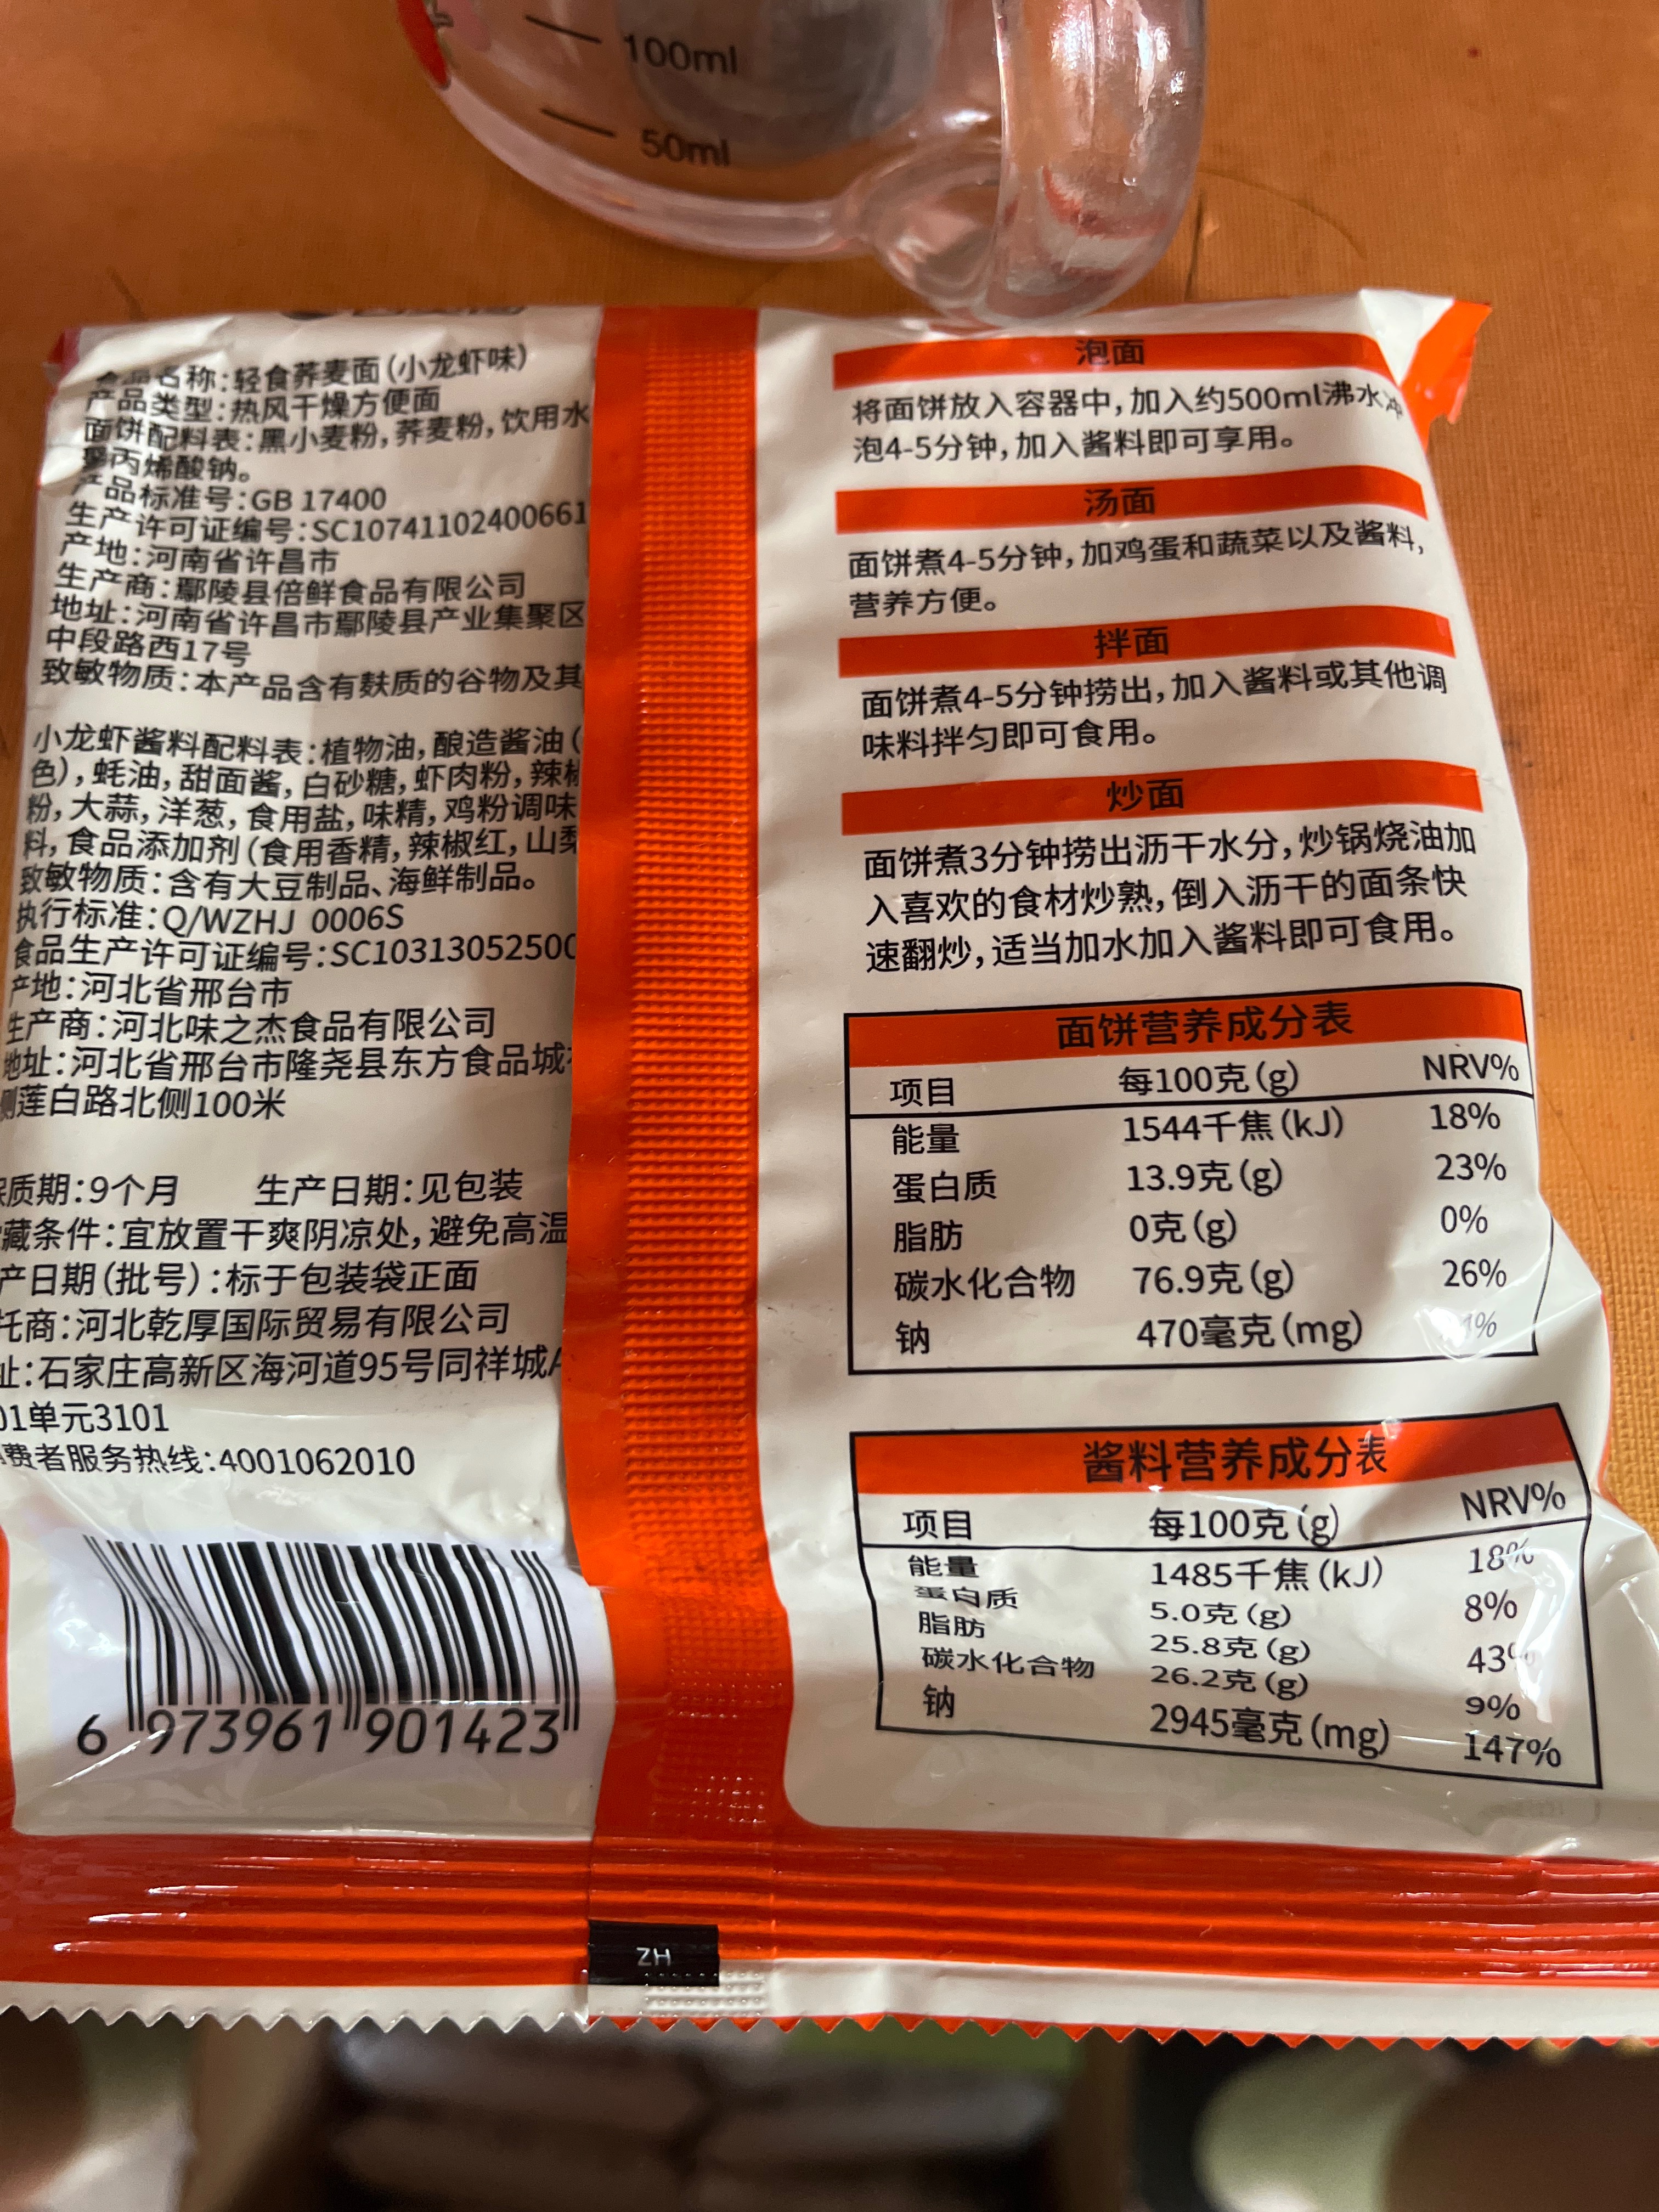 100ml
50ml
名称:轻食荞麦面(小龙虾味)
产品类型:热风干燥方便面
面饼配料表:黑小麦粉,荞麦粉,饮用水
丙烯酸钠。
产品标准号:GB 17400
生产许可证编号:SC10741102400661
产地:河南省许昌市
生产商:鄢陵县倍鲜食品有限公司
地址:河南省许昌市鄢陵县产业集聚区
中段路西17号
致敏物质:本产品含有麸质的谷物及其
小龙虾酱料配料表:植物油,酿造酱油(
色),蚝油,甜面酱,白砂糖,虾肉粉,辣椒
粉,大蒜,洋葱,食用盐,味精,鸡粉调味
料,食品添加剂(食用香精,辣椒红,山梨
致敏物质:含有大豆制品、海鲜制品。
执行标准:Q/WZHJ 0006S
食品生产许可证编号:SC1031305250
产地:河北省邢台市
生产商:河北味之杰食品有限公司
地址:河北省邢台市隆尧县东方食品城
侧莲白路北侧100米
质期:9个月 生产日期:见包装
藏条件:宜放置干爽阴凉处,避免高温
产日期(批号):标于包装袋正面
托商:河北乾厚国际贸易有限公司
址:石家庄高新区海河道95号同祥城A
01单元3101
费者服务热线:4001062010
6 973961 901423
泡面
将面饼放入容器中,加入约500ml沸水冲
泡4-5分钟,加入酱料即可享用。
汤面
面饼煮4-5分钟,加鸡蛋和蔬菜以及酱料,
营养方便。
拌面
面饼煮4-5分钟捞出,加入酱料或其他调
味料拌匀即可食用。
炒面
面饼煮3分钟捞出沥干水分,炒锅烧油加
入喜欢的食材炒熟,倒入沥干的面条快
速翻炒,适当加水加入酱料即可食用。
面饼营养成分表
项目 每100克(g) NRV%
能量 1544千焦(kJ) 18%
蛋白质 13.9克(g) 23%
脂肪 0克(g) 0%
碳水化合物 76.9克(g) 26%
钠 470毫克(mg)
酱料营养成分表
项目 每100克(g) NRV%
能量 1485千焦(kJ) 18%
蛋白质 5.0克(g) 8%
脂肪 25.8克(g) 43%
碳水化合物 26.2克(g) 9%
钠 2945毫克(mg) 147%
ZH